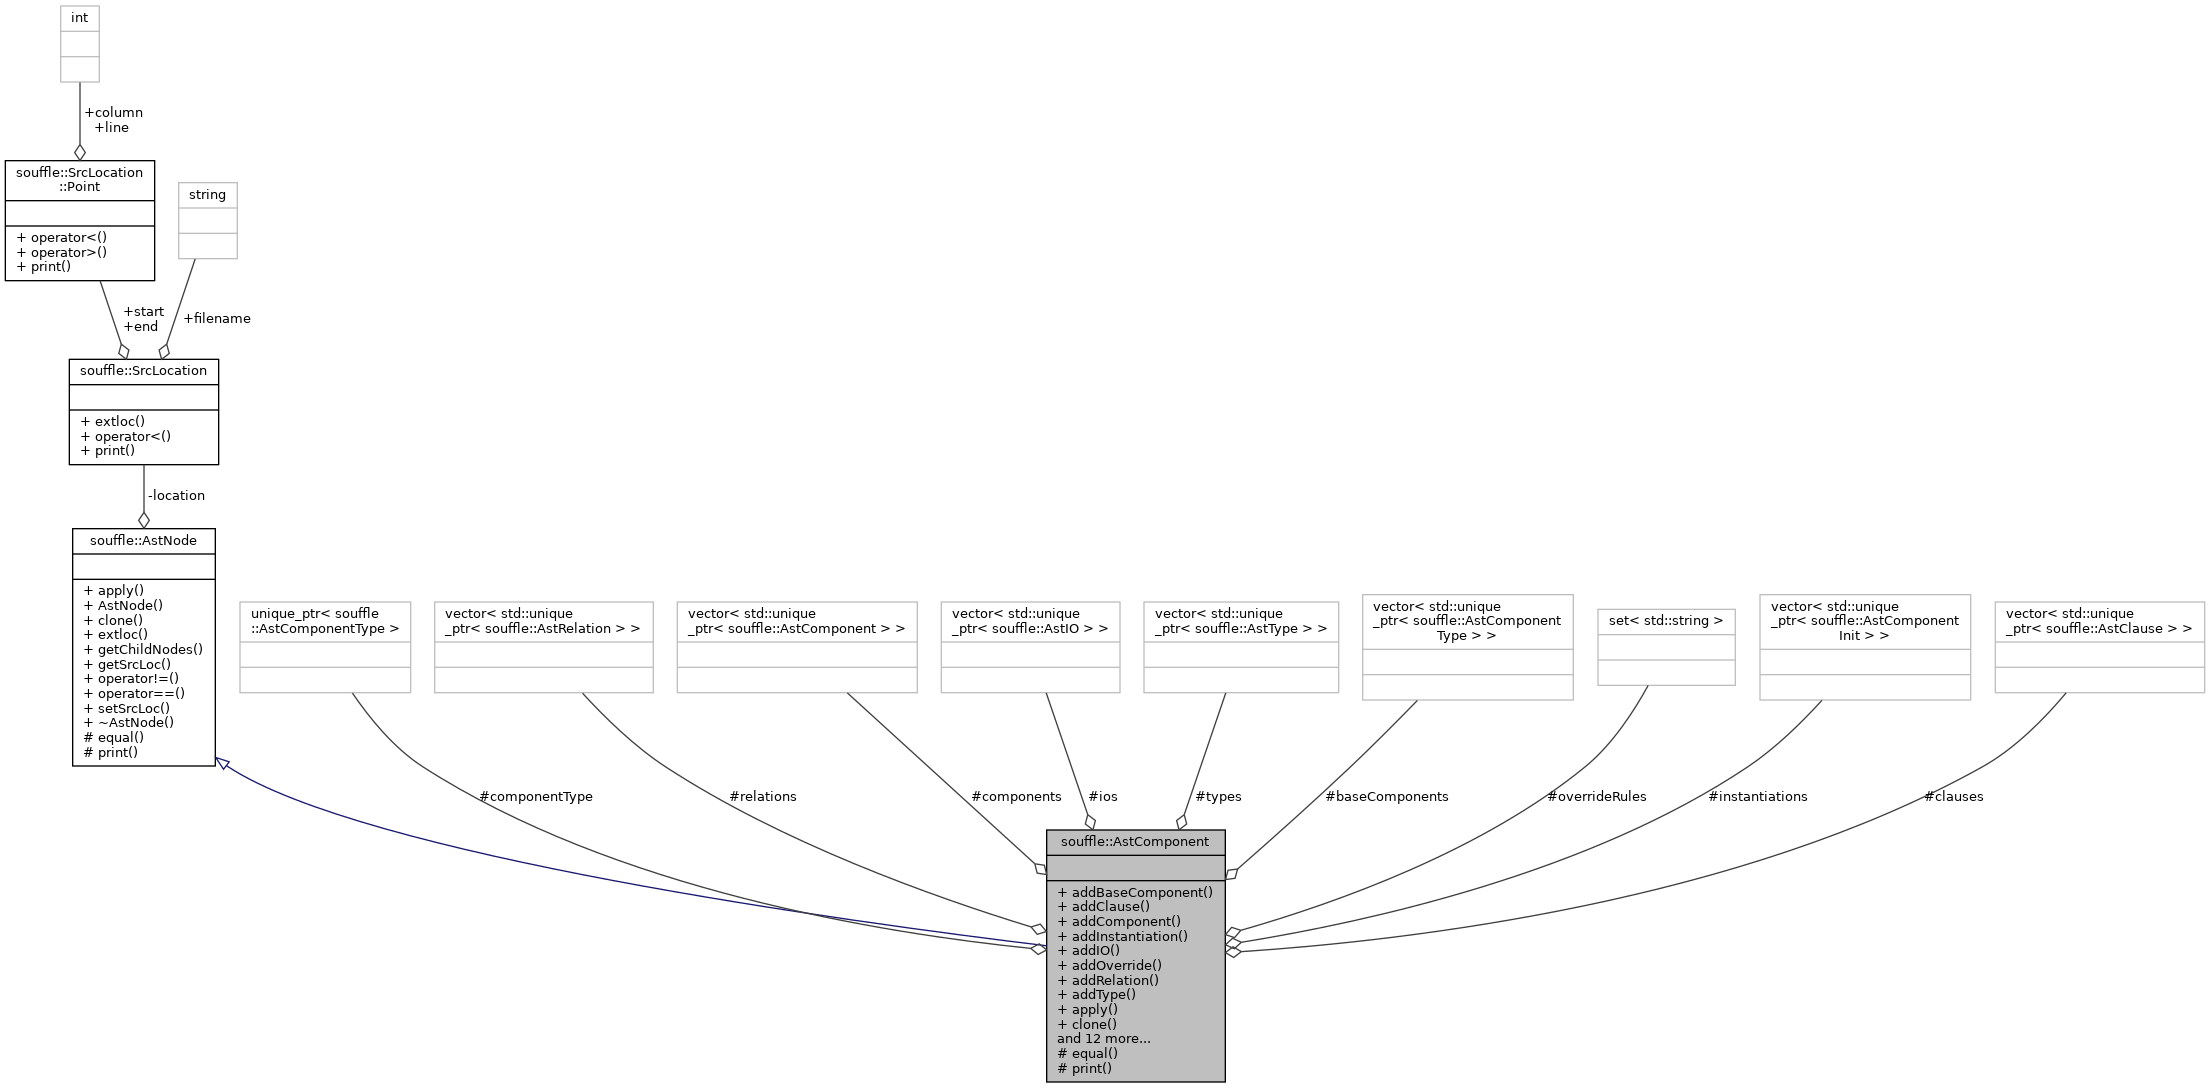 int
+column
+line
souffle::SrcLocation
::Point
+ operator<()
+ operator>()
+ print()
string
+start
+end
+filename
souffle::SrcLocation
+ extloc()
+ operator<()
+ print()
-location
souffle::AstNode
+ apply()
+ AstNode()
+ clone()
+ extloc()
+ getChildNodes()
+ getSrcLoc()
+ operator!=()
+ operator==()
+ setSrcLoc()
+ ~AstNode()
# equal()
# print()
unique_ptr< souffle
::AstComponentType >
vector< std::unique
_ptr< souffle::AstRelation > >
vector< std::unique
_ptr< souffle::AstComponent > >
vector< std::unique
_ptr< souffle::AstIO > >
vector< std::unique
_ptr< souffle::AstType > >
vector< std::unique
_ptr< souffle::AstComponent
Type > >
set< std::string >
vector< std::unique
_ptr< souffle::AstComponent
Init > >
vector< std::unique
_ptr< souffle::AstClause > >
#componentType
#relations
#components
#ios
#types
#baseComponents
#overrideRules
#instantiations
#clauses
souffle::AstComponent
+ addBaseComponent()
+ addClause()
+ addComponent()
+ addInstantiation()
+ addIO()
+ addOverride()
+ addRelation()
+ addType()
+ apply()
+ clone()
and 12 more...
# equal()
# print()